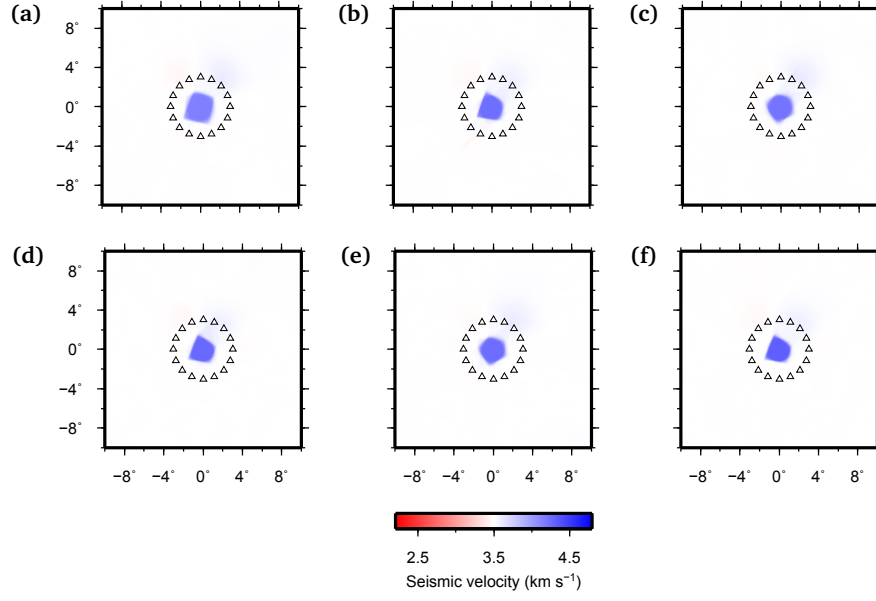 (a) (b) (c)
8° 4° 0° −4° −8°
(d) (e) (f)
8° 4° 0° −4° −8°
−8° −4° 0° 4° 8° −8° −4° 0° 4° 8° −8° −4° 0° 4° 8°
2.5 3.5 4.5
Seismic velocity (km s⁻¹)